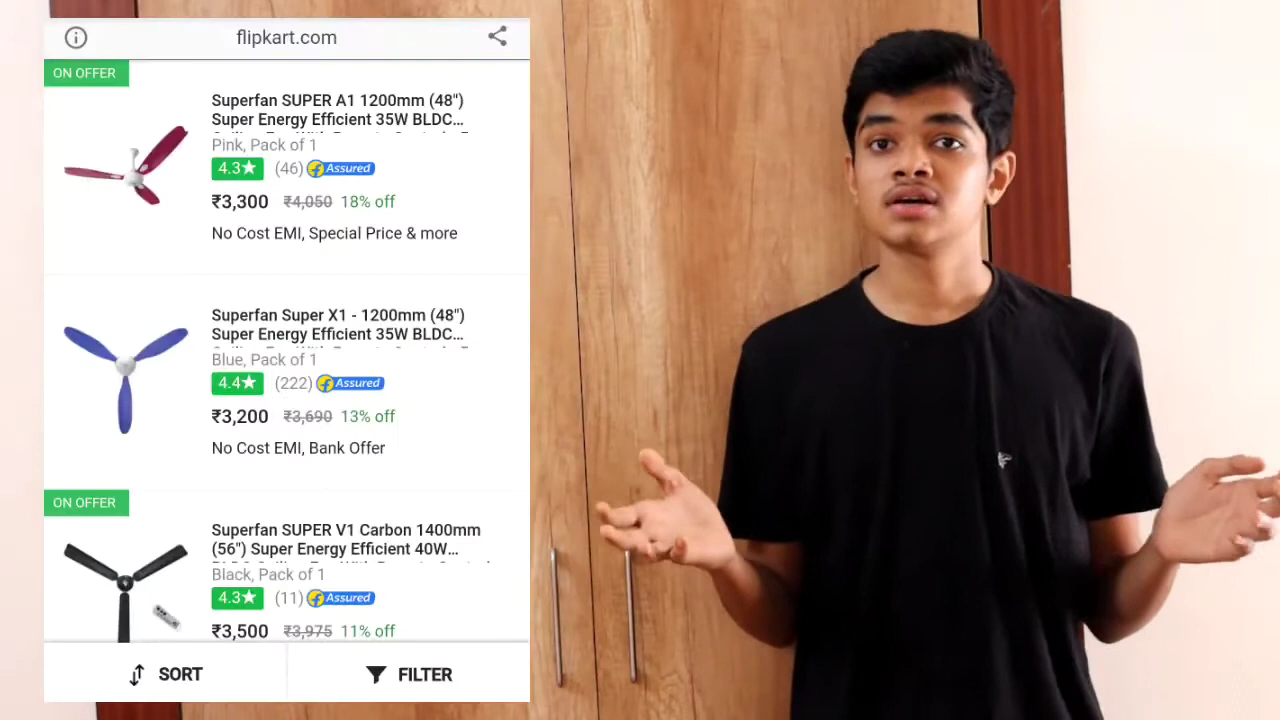 flipkart.com
ON OFFER
Superfan SUPER A1 1200mm (48")
Super Energy Efficient 35W BLDC...
Pink, Pack of 1
4.3★ (46) Assured
₹3,300 ₹4,050 18% off
No Cost EMI, Special Price & more
Superfan Super X1 - 1200mm (48")
Super Energy Efficient 35W BLDC...
Blue, Pack of 1
4.4★ (222) Assured
₹3,200 ₹3,690 13% off
No Cost EMI, Bank Offer
ON OFFER
Superfan SUPER V1 Carbon 1400mm
(56") Super Energy Efficient 40W...
Black, Pack of 1
4.3★ (11) Assured
₹3,500 ₹3,975 11% off
SORT FILTER